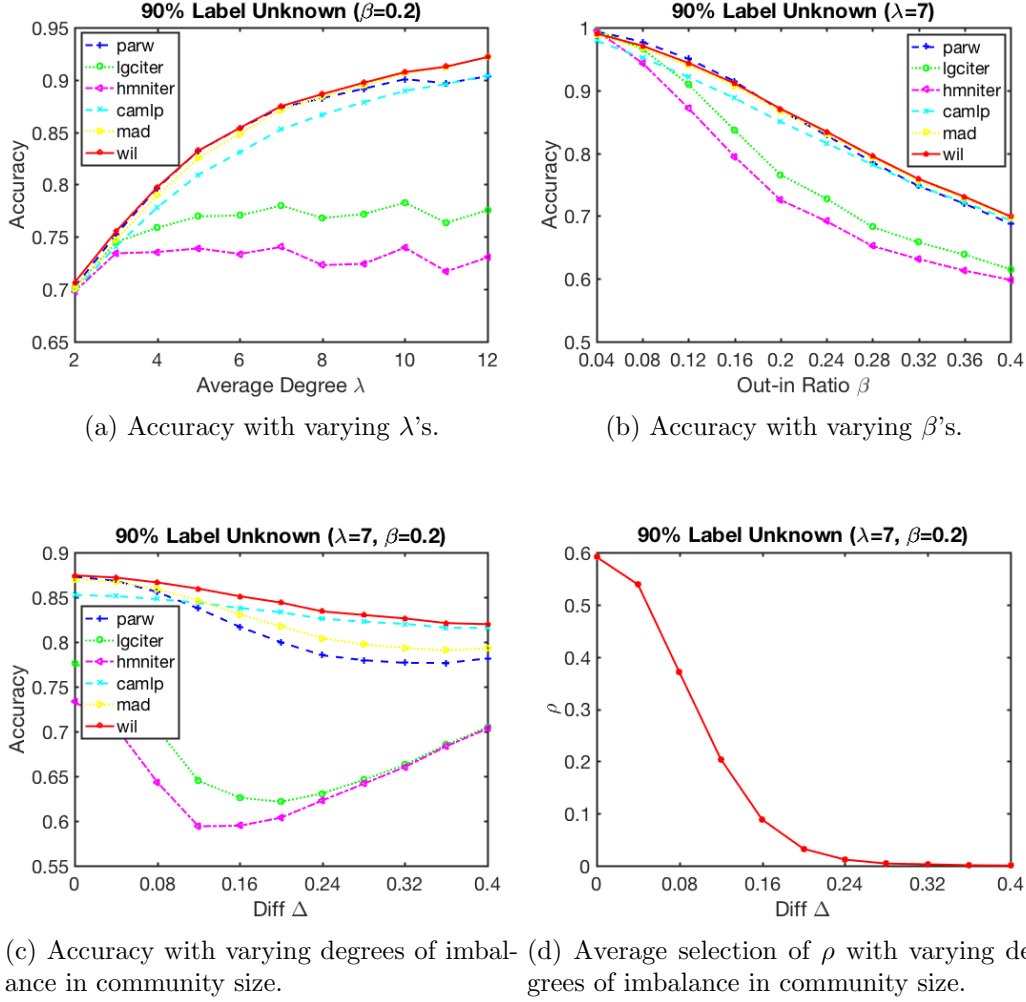 90% Label Unknown (β=0.2)
0.95
0.9
0.85
0.8
0.75
0.7
0.65
Accuracy
parw
lgciter
hmniter
camlp
mad
wil
2 4 6 8 10 12
Average Degree λ
(a) Accuracy with varying λ's.
90% Label Unknown (λ=7)
1
0.9
0.8
0.7
0.6
0.5
Accuracy
parw
lgciter
hmniter
camlp
mad
wil
0.04 0.08 0.12 0.16 0.2 0.24 0.28 0.32 0.36 0.4
Out-in Ratio β
(b) Accuracy with varying β's.
90% Label Unknown (λ=7, β=0.2)
0.9
0.85
0.8
0.75
0.7
0.65
0.6
0.55
Accuracy
parw
lgciter
hmniter
camlp
mad
wil
0 0.08 0.16 0.24 0.32 0.4
Diff Δ
(c) Accuracy with varying degrees of imbal-
ance in community size.
90% Label Unknown (λ=7, β=0.2)
0.6
0.5
0.4
0.3
0.2
0.1
0
ρ
0 0.08 0.16 0.24 0.32 0.4
Diff Δ
(d) Average selection of ρ with varying de
grees of imbalance in community size.